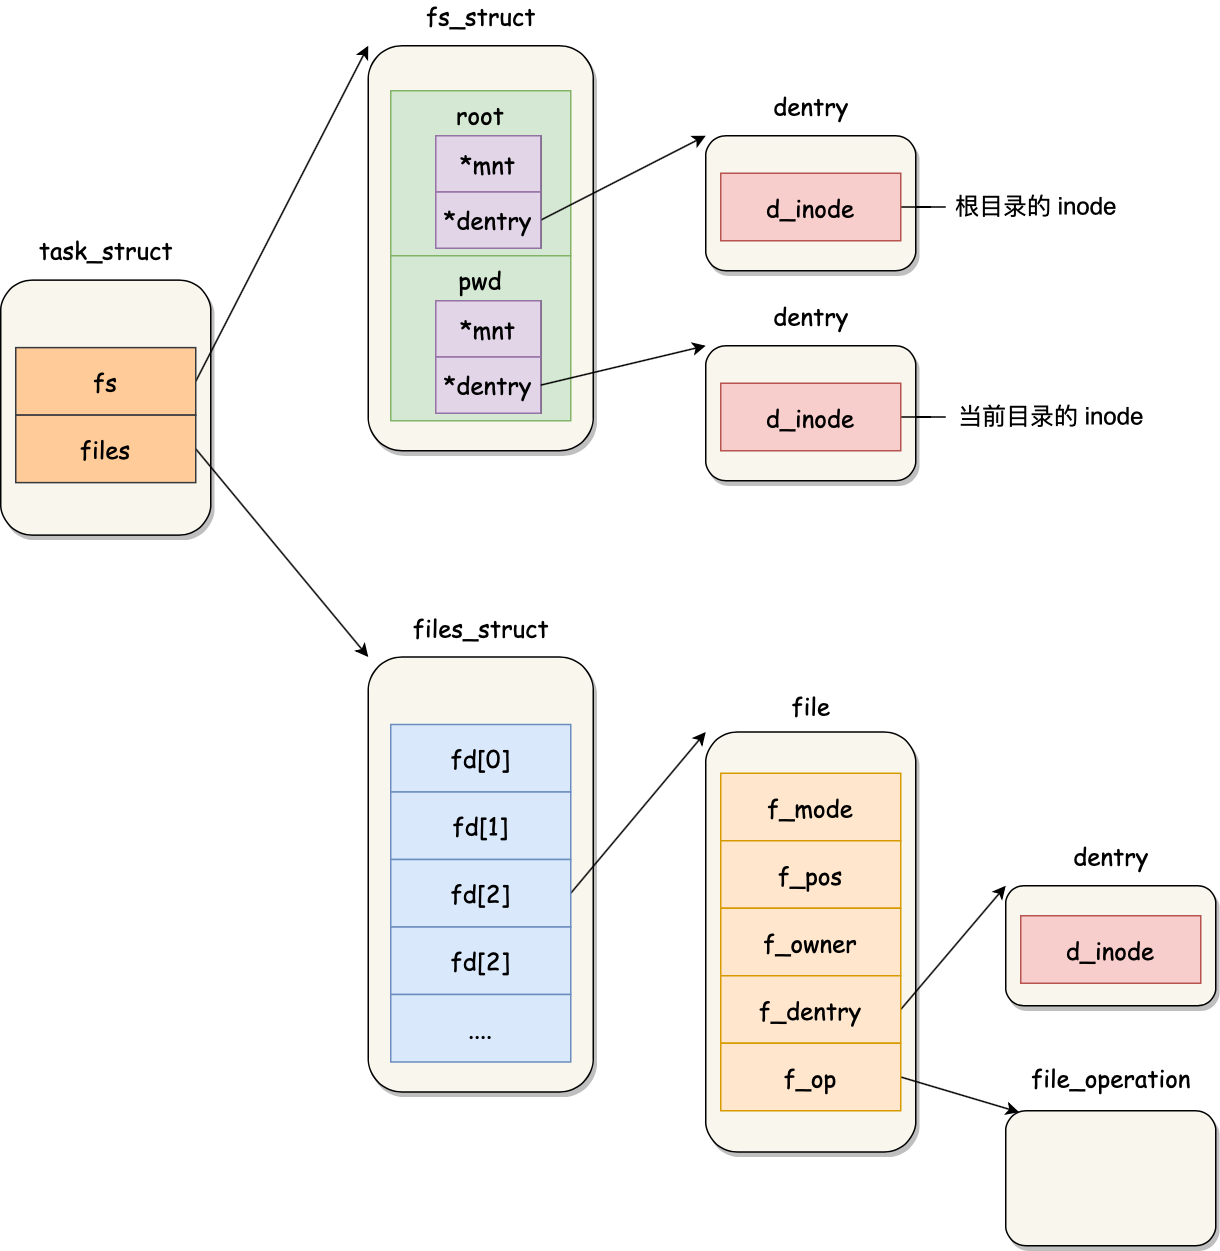 fs_struct
root
*mnt
*dentry
pwd
*mnt
*dentry
dentry
d_inode
根目录的 inode
dentry
d_inode
当前目录的 inode
task_struct
fs
files
files_struct
fd[0]
fd[1]
fd[2]
fd[2]
....
file
f_mode
f_pos
f_owner
f_dentry
f_op
dentry
d_inode
file_operation